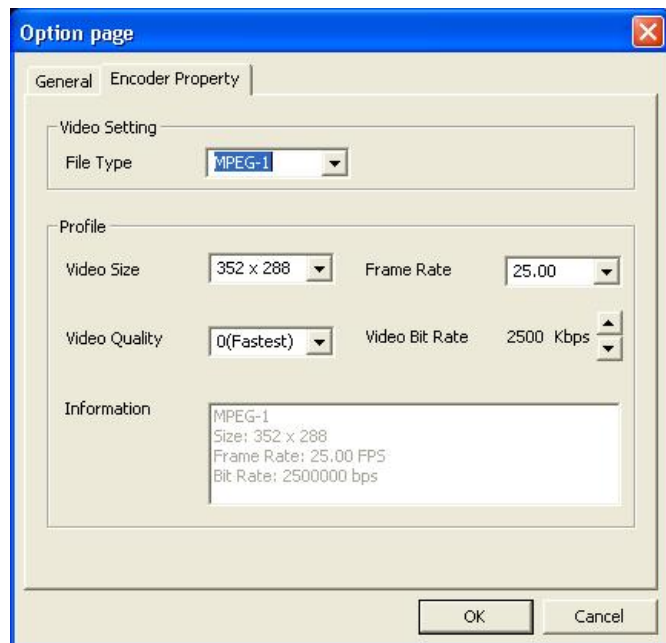 Option page
General Encoder Property
Video Setting
File Type MPEG-1
Profile
Video Size 352 x 288 Frame Rate 25.00
Video Quality 0(Fastest) Video Bit Rate 2500 Kbps
Information
MPEG-1
Size: 352 x 288
Frame Rate: 25.00 FPS
Bit Rate: 2500000 bps
OK Cancel